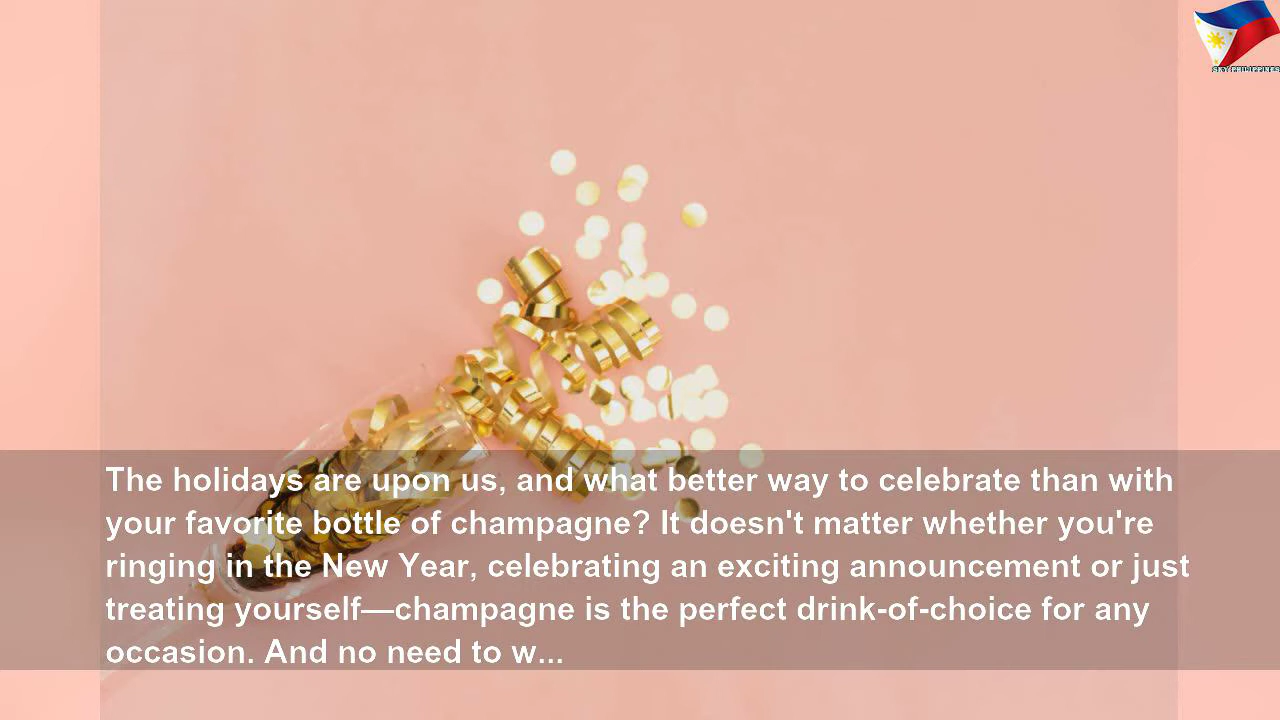 SKY PHILIPPINES
The holidays are upon us, and what better way to celebrate than with
your favorite bottle of champagne? It doesn't matter whether you're
ringing in the New Year, celebrating an exciting announcement or just
treating yourself—champagne is the perfect drink-of-choice for any
occasion. And no need to w...